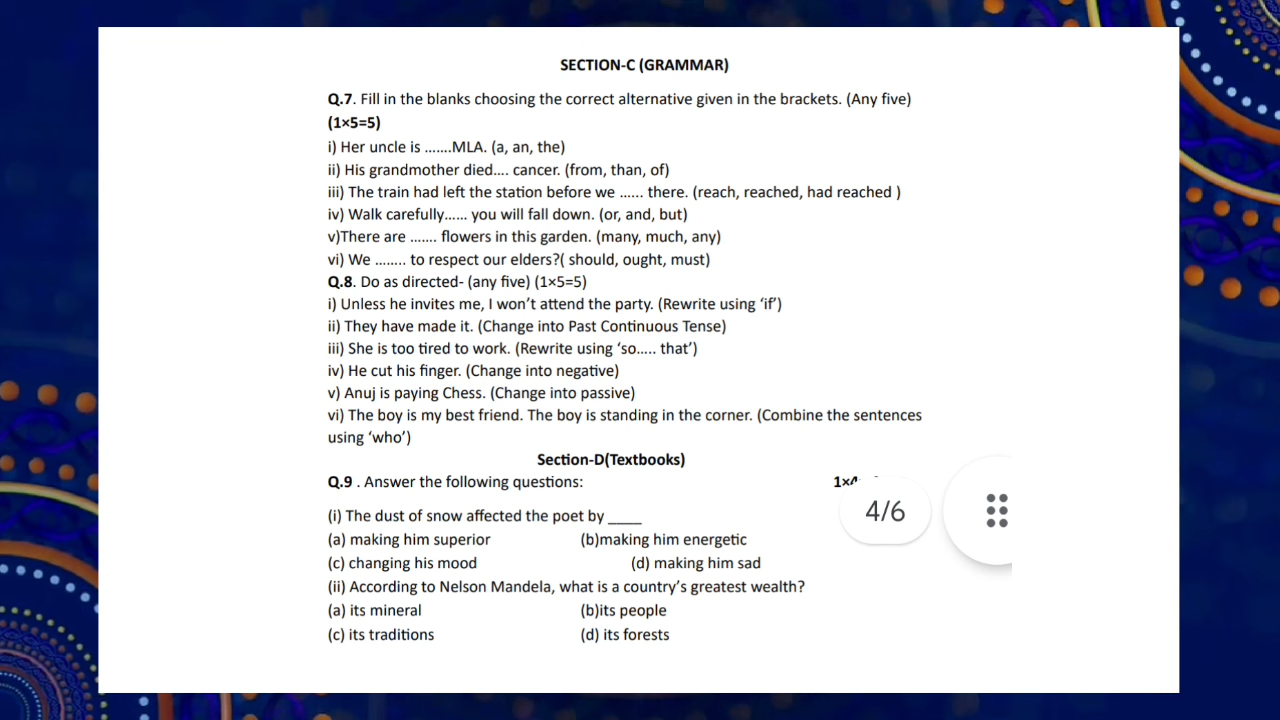 SECTION-C (GRAMMAR)
Q.7. Fill in the blanks choosing the correct alternative given in the brackets. (Any five)
(1×5=5)
i) Her uncle is .......MLA. (a, an, the)
ii) His grandmother died.... cancer. (from, than, of)
iii) The train had left the station before we ...... there. (reach, reached, had reached )
iv) Walk carefully...... you will fall down. (or, and, but)
v)There are ....... flowers in this garden. (many, much, any)
vi) We ........ to respect our elders?( should, ought, must)
Q.8. Do as directed- (any five) (1×5=5)
i) Unless he invites me, I won’t attend the party. (Rewrite using ‘if’)
ii) They have made it. (Change into Past Continuous Tense)
iii) She is too tired to work. (Rewrite using ‘so..... that’)
iv) He cut his finger. (Change into negative)
v) Anuj is paying Chess. (Change into passive)
vi) The boy is my best friend. The boy is standing in the corner. (Combine the sentences
using ‘who’)
Section-D(Textbooks)
Q.9 . Answer the following questions:
4/6
(i) The dust of snow affected the poet by ____
(a) making him superior (b)making him energetic
(c) changing his mood (d) making him sad
(ii) According to Nelson Mandela, what is a country’s greatest wealth?
(a) its mineral (b)its people
(c) its traditions (d) its forests